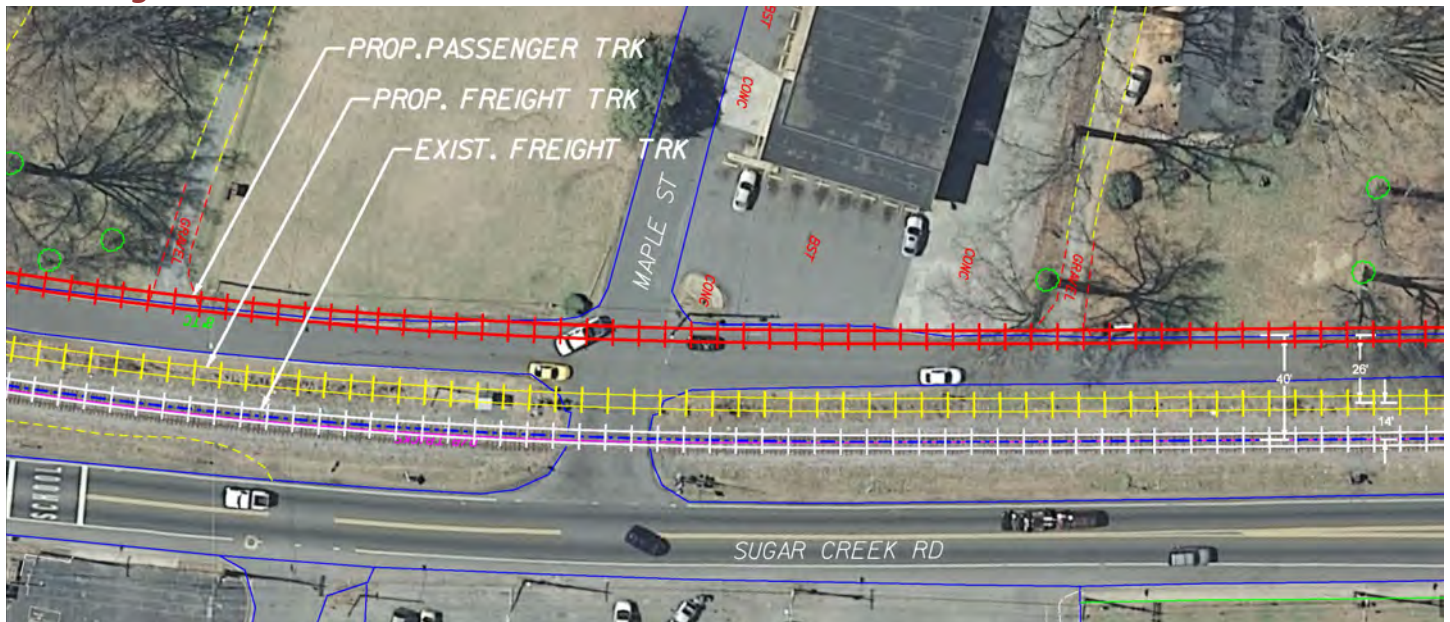 PROP. PASSENGER TRK
PROP. FREIGHT TRK
EXIST. FREIGHT TRK
MAPLE ST
BST
CONC
BST
CONC
CONC
GRAVEL
GRAVEL
40'
26'
14'
SCHOOL
SUGAR CREEK RD